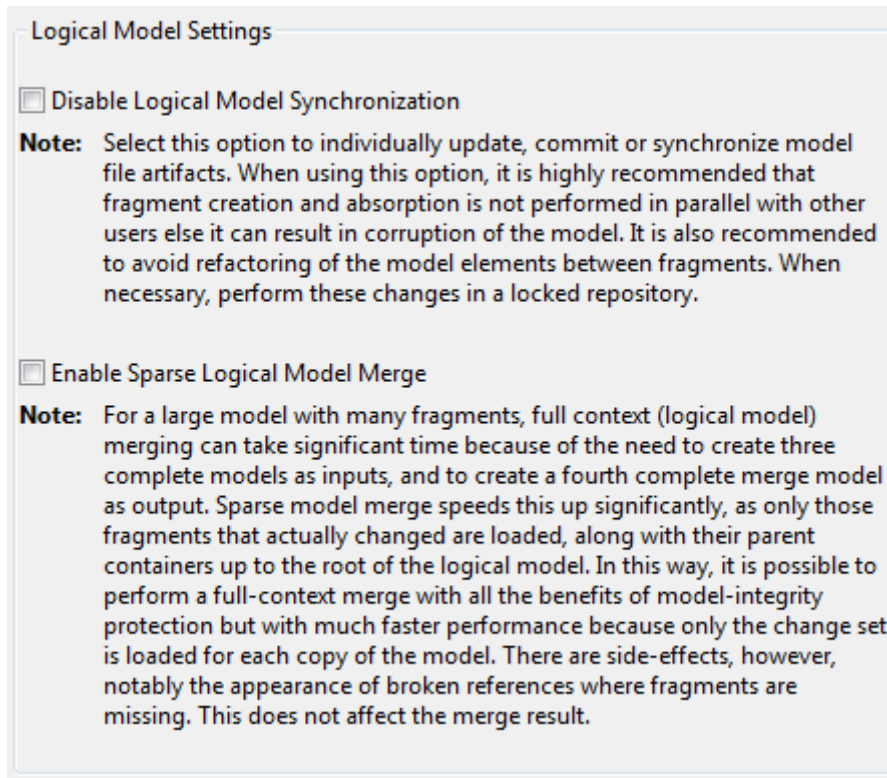 Logical Model Settings
Disable Logical Model Synchronization
Note: Select this option to individually update, commit or synchronize model
file artifacts. When using this option, it is highly recommended that
fragment creation and absorption is not performed in parallel with other
users else it can result in corruption of the model. It is also recommended
to avoid refactoring of the model elements between fragments. When
necessary, perform these changes in a locked repository.
Enable Sparse Logical Model Merge
Note: For a large model with many fragments, full context (logical model)
merging can take significant time because of the need to create three
complete models as inputs, and to create a fourth complete merge model
as output. Sparse model merge speeds this up significantly, as only those
fragments that actually changed are loaded, along with their parent
containers up to the root of the logical model. In this way, it is possible to
perform a full-context merge with all the benefits of model-integrity
protection but with much faster performance because only the change set
is loaded for each copy of the model. There are side-effects, however,
notably the appearance of broken references where fragments are
missing. This does not affect the merge result.